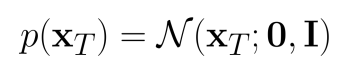 p(𝐱_T) = 𝒩(𝐱_T; 𝟎, 𝐈)